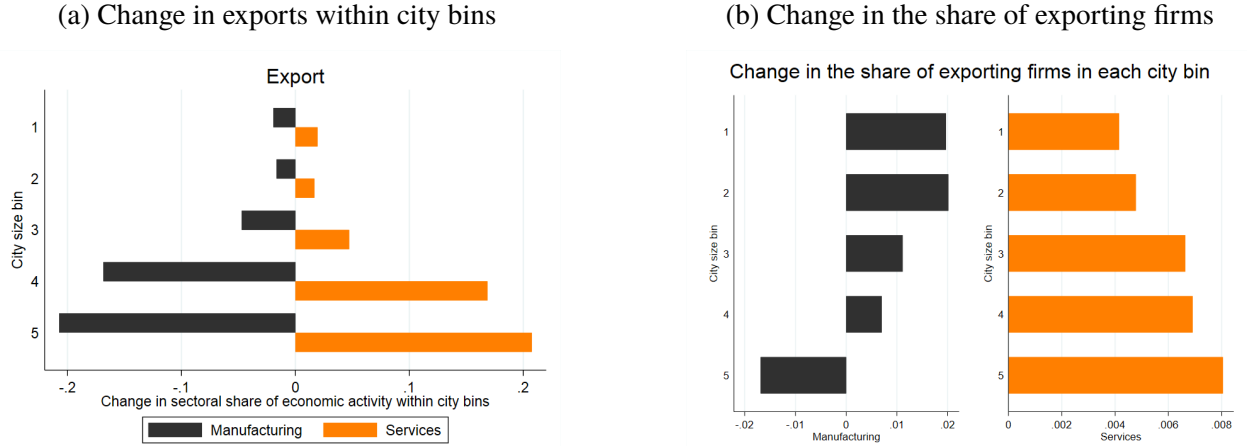 (a) Change in exports within city bins
Export
City size bin
1
2
3
4
5
-.2 -.1 0 .1 .2
Change in sectoral share of economic activity within city bins
Manufacturing Services
(b) Change in the share of exporting firms
Change in the share of exporting firms in each city bin
City size bin
1
2
3
4
5
-.02 -.01 0 .01 .02
Manufacturing
City size bin
1
2
3
4
5
0 .002 .004 .006 .008
Services